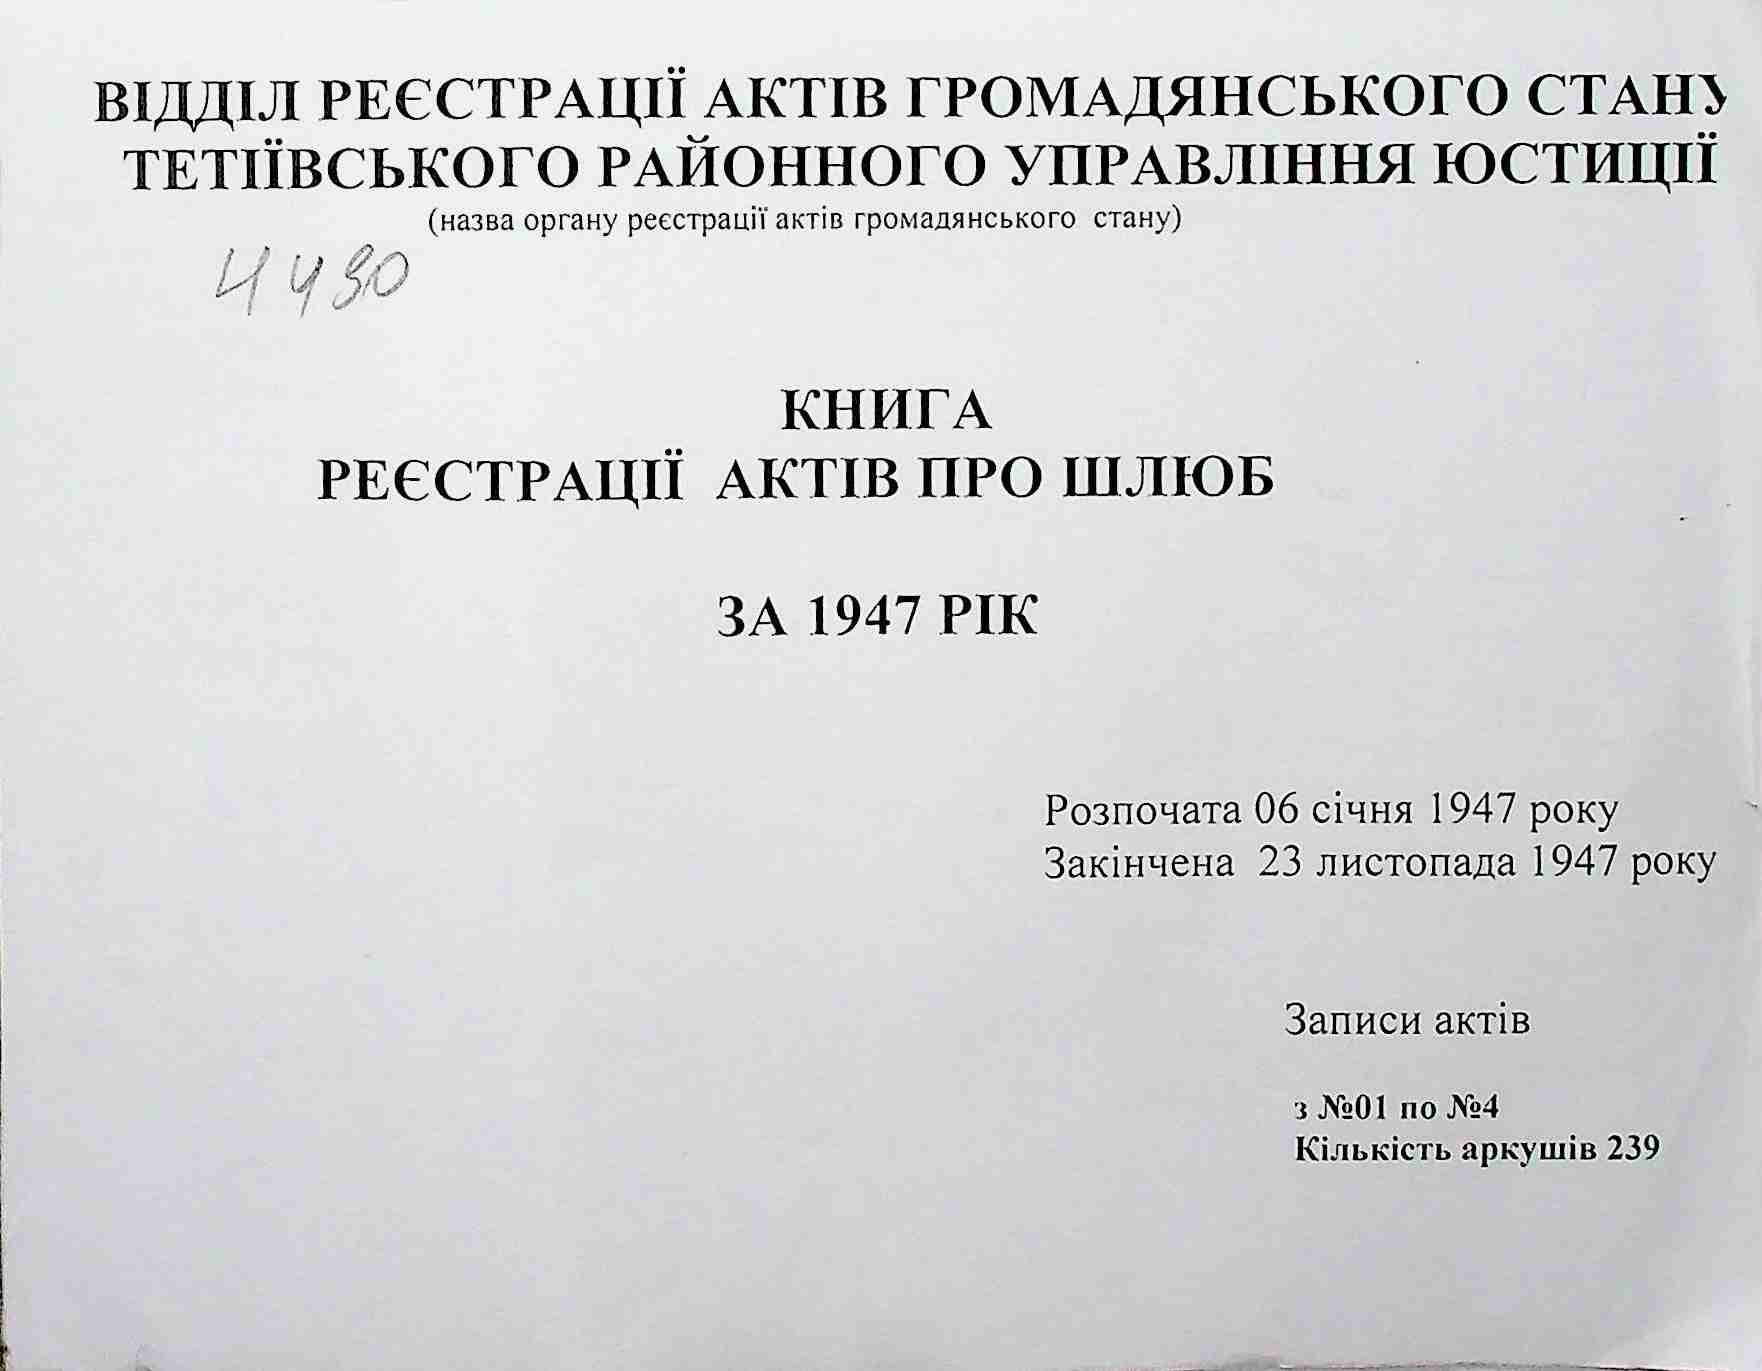 ВІДДІЛ РЕЄСТРАЦІЇ АКТІВ ГРОМАДЯНСЬКОГО СТАНУ
ТЕТІЇВСЬКОГО РАЙОННОГО УПРАВЛІННЯ ЮСТИЦІЇ
(назва органу реєстрації актів громадянського стану)
4490
КНИГА
РЕЄСТРАЦІЇ АКТІВ ПРО ШЛЮБ
ЗА 1947 РІК
Розпочата 06 січня 1947 року
Закінчена 23 листопада 1947 року
Записи актів
з №01 по №4
Кількість аркушів 239